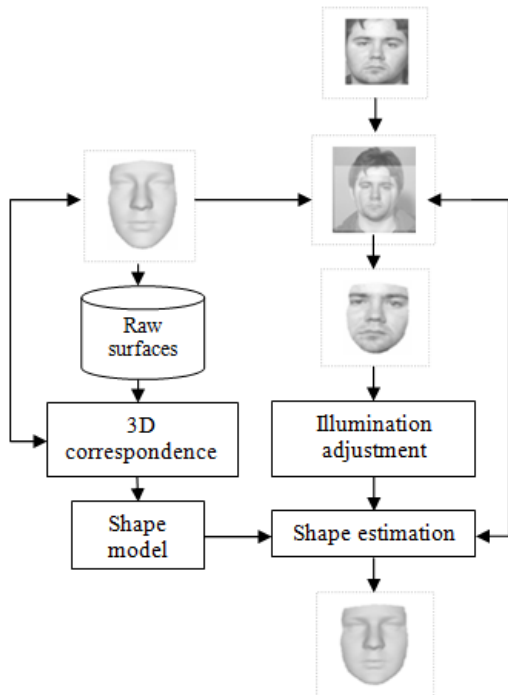 Raw
surfaces
3D
correspondence
Illumination
adjustment
Shape
model
Shape estimation